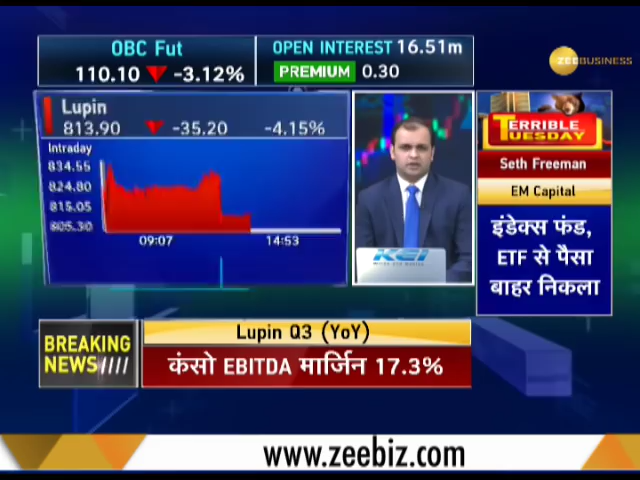 OBC Fut
110.10 -3.12%
OPEN INTEREST 16.51m
PREMIUM 0.30
ZEEBUSINESS
Lupin
813.90 -35.20 -4.15%
Intraday
834.55
824.80
815.05
805.30
09:07 14:53
KEI
TERRIBLE
TUESDAY
Seth Freeman
EM Capital
इंडेक्स फंड,
ETF से पैसा
बाहर निकला
BREAKING
NEWS
Lupin Q3 (YoY)
कंसो EBITDA मार्जिन 17.3%
www.zeebiz.com